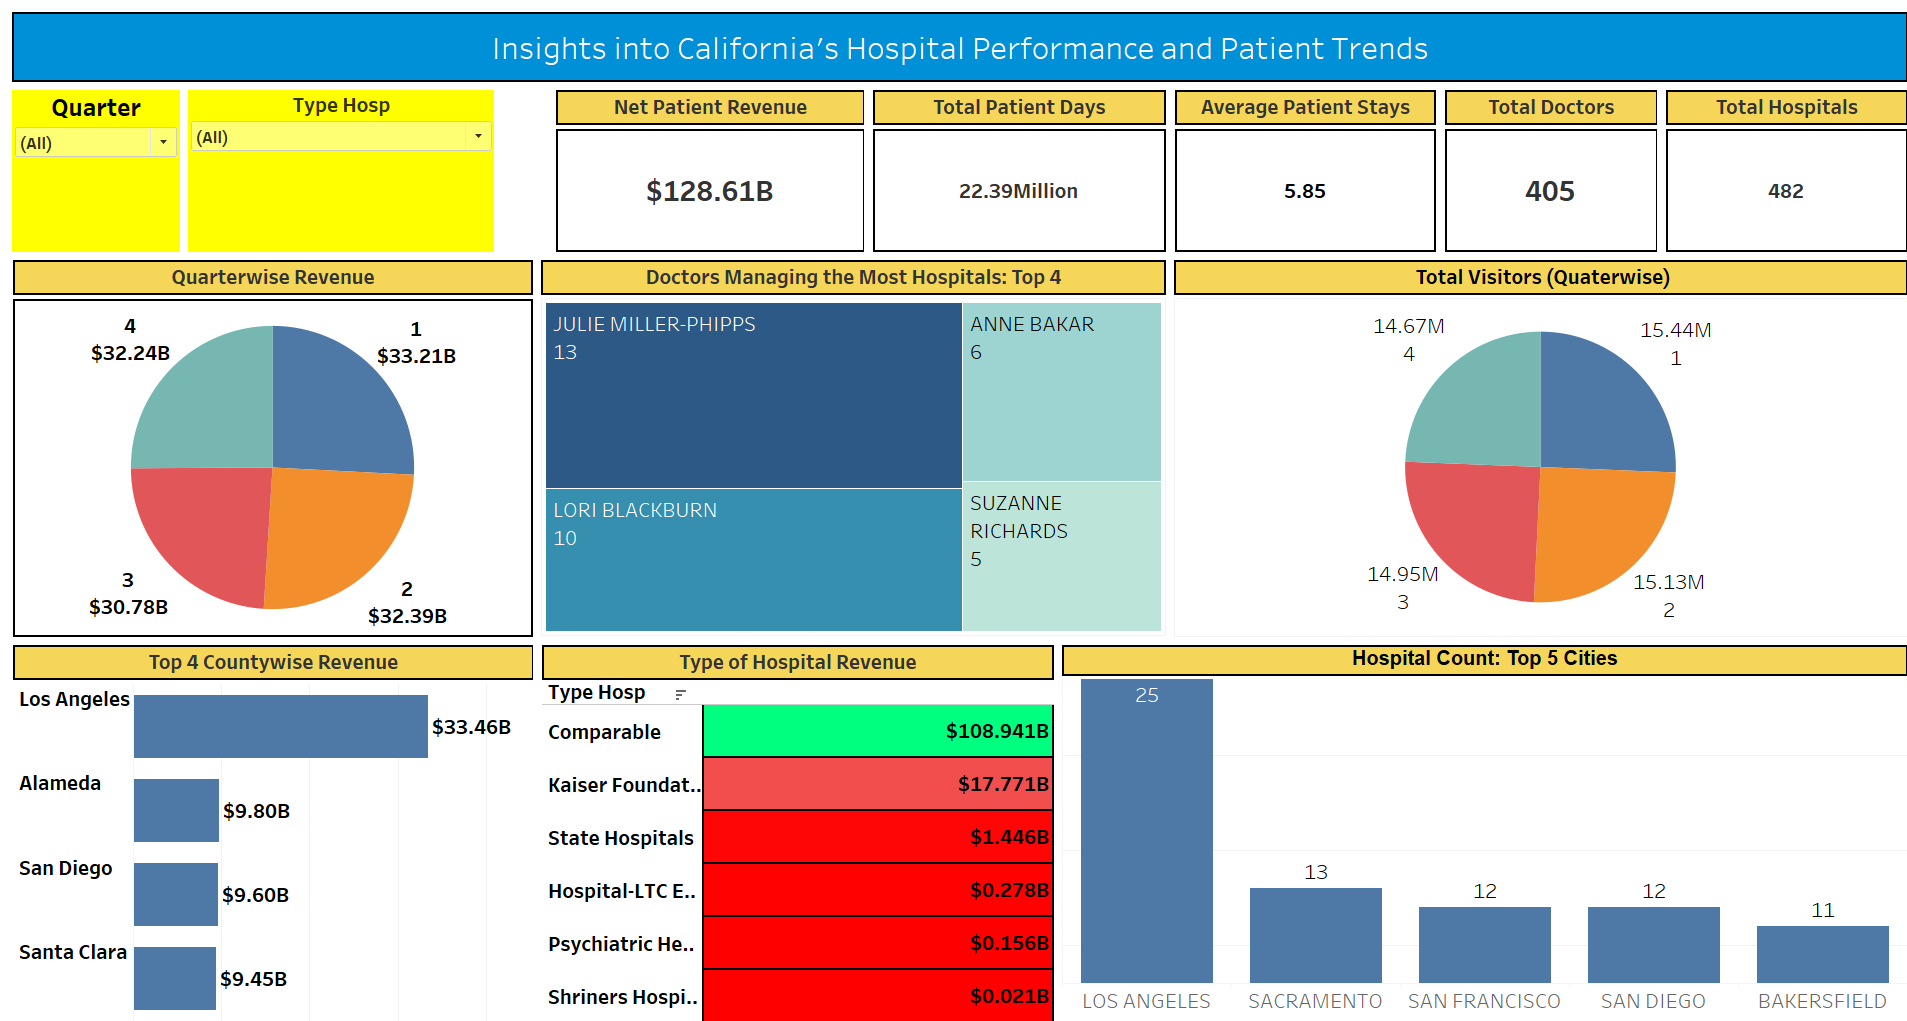 Insights into California's Hospital Performance and Patient Trends
Quarter
(All)
Type Hosp
(All)
Net Patient Revenue
$128.61B
Total Patient Days
22.39Million
Average Patient Stays
5.85
Total Doctors
405
Total Hospitals
482
Quarterwise Revenue
4
$32.24B
1
$33.21B
3
$30.78B
2
$32.39B
Doctors Managing the Most Hospitals: Top 4
JULIE MILLER-PHIPPS
13
ANNE BAKAR
6
LORI BLACKBURN
10
SUZANNE
RICHARDS
5
Total Visitors (Quaterwise)
14.67M
4
15.44M
1
14.95M
3
15.13M
2
Top 4 Countywise Revenue
Los Angeles
$33.46B
Alameda
$9.80B
San Diego
$9.60B
Santa Clara
$9.45B
Type of Hospital Revenue
Type Hosp
Comparable $108.941B
Kaiser Foundat.. $17.771B
State Hospitals $1.446B
Hospital-LTC E.. $0.278B
Psychiatric He.. $0.156B
Shriners Hospi.. $0.021B
Hospital Count: Top 5 Cities
25
13
12
12
11
LOS ANGELES
SACRAMENTO
SAN FRANCISCO
SAN DIEGO
BAKERSFIELD